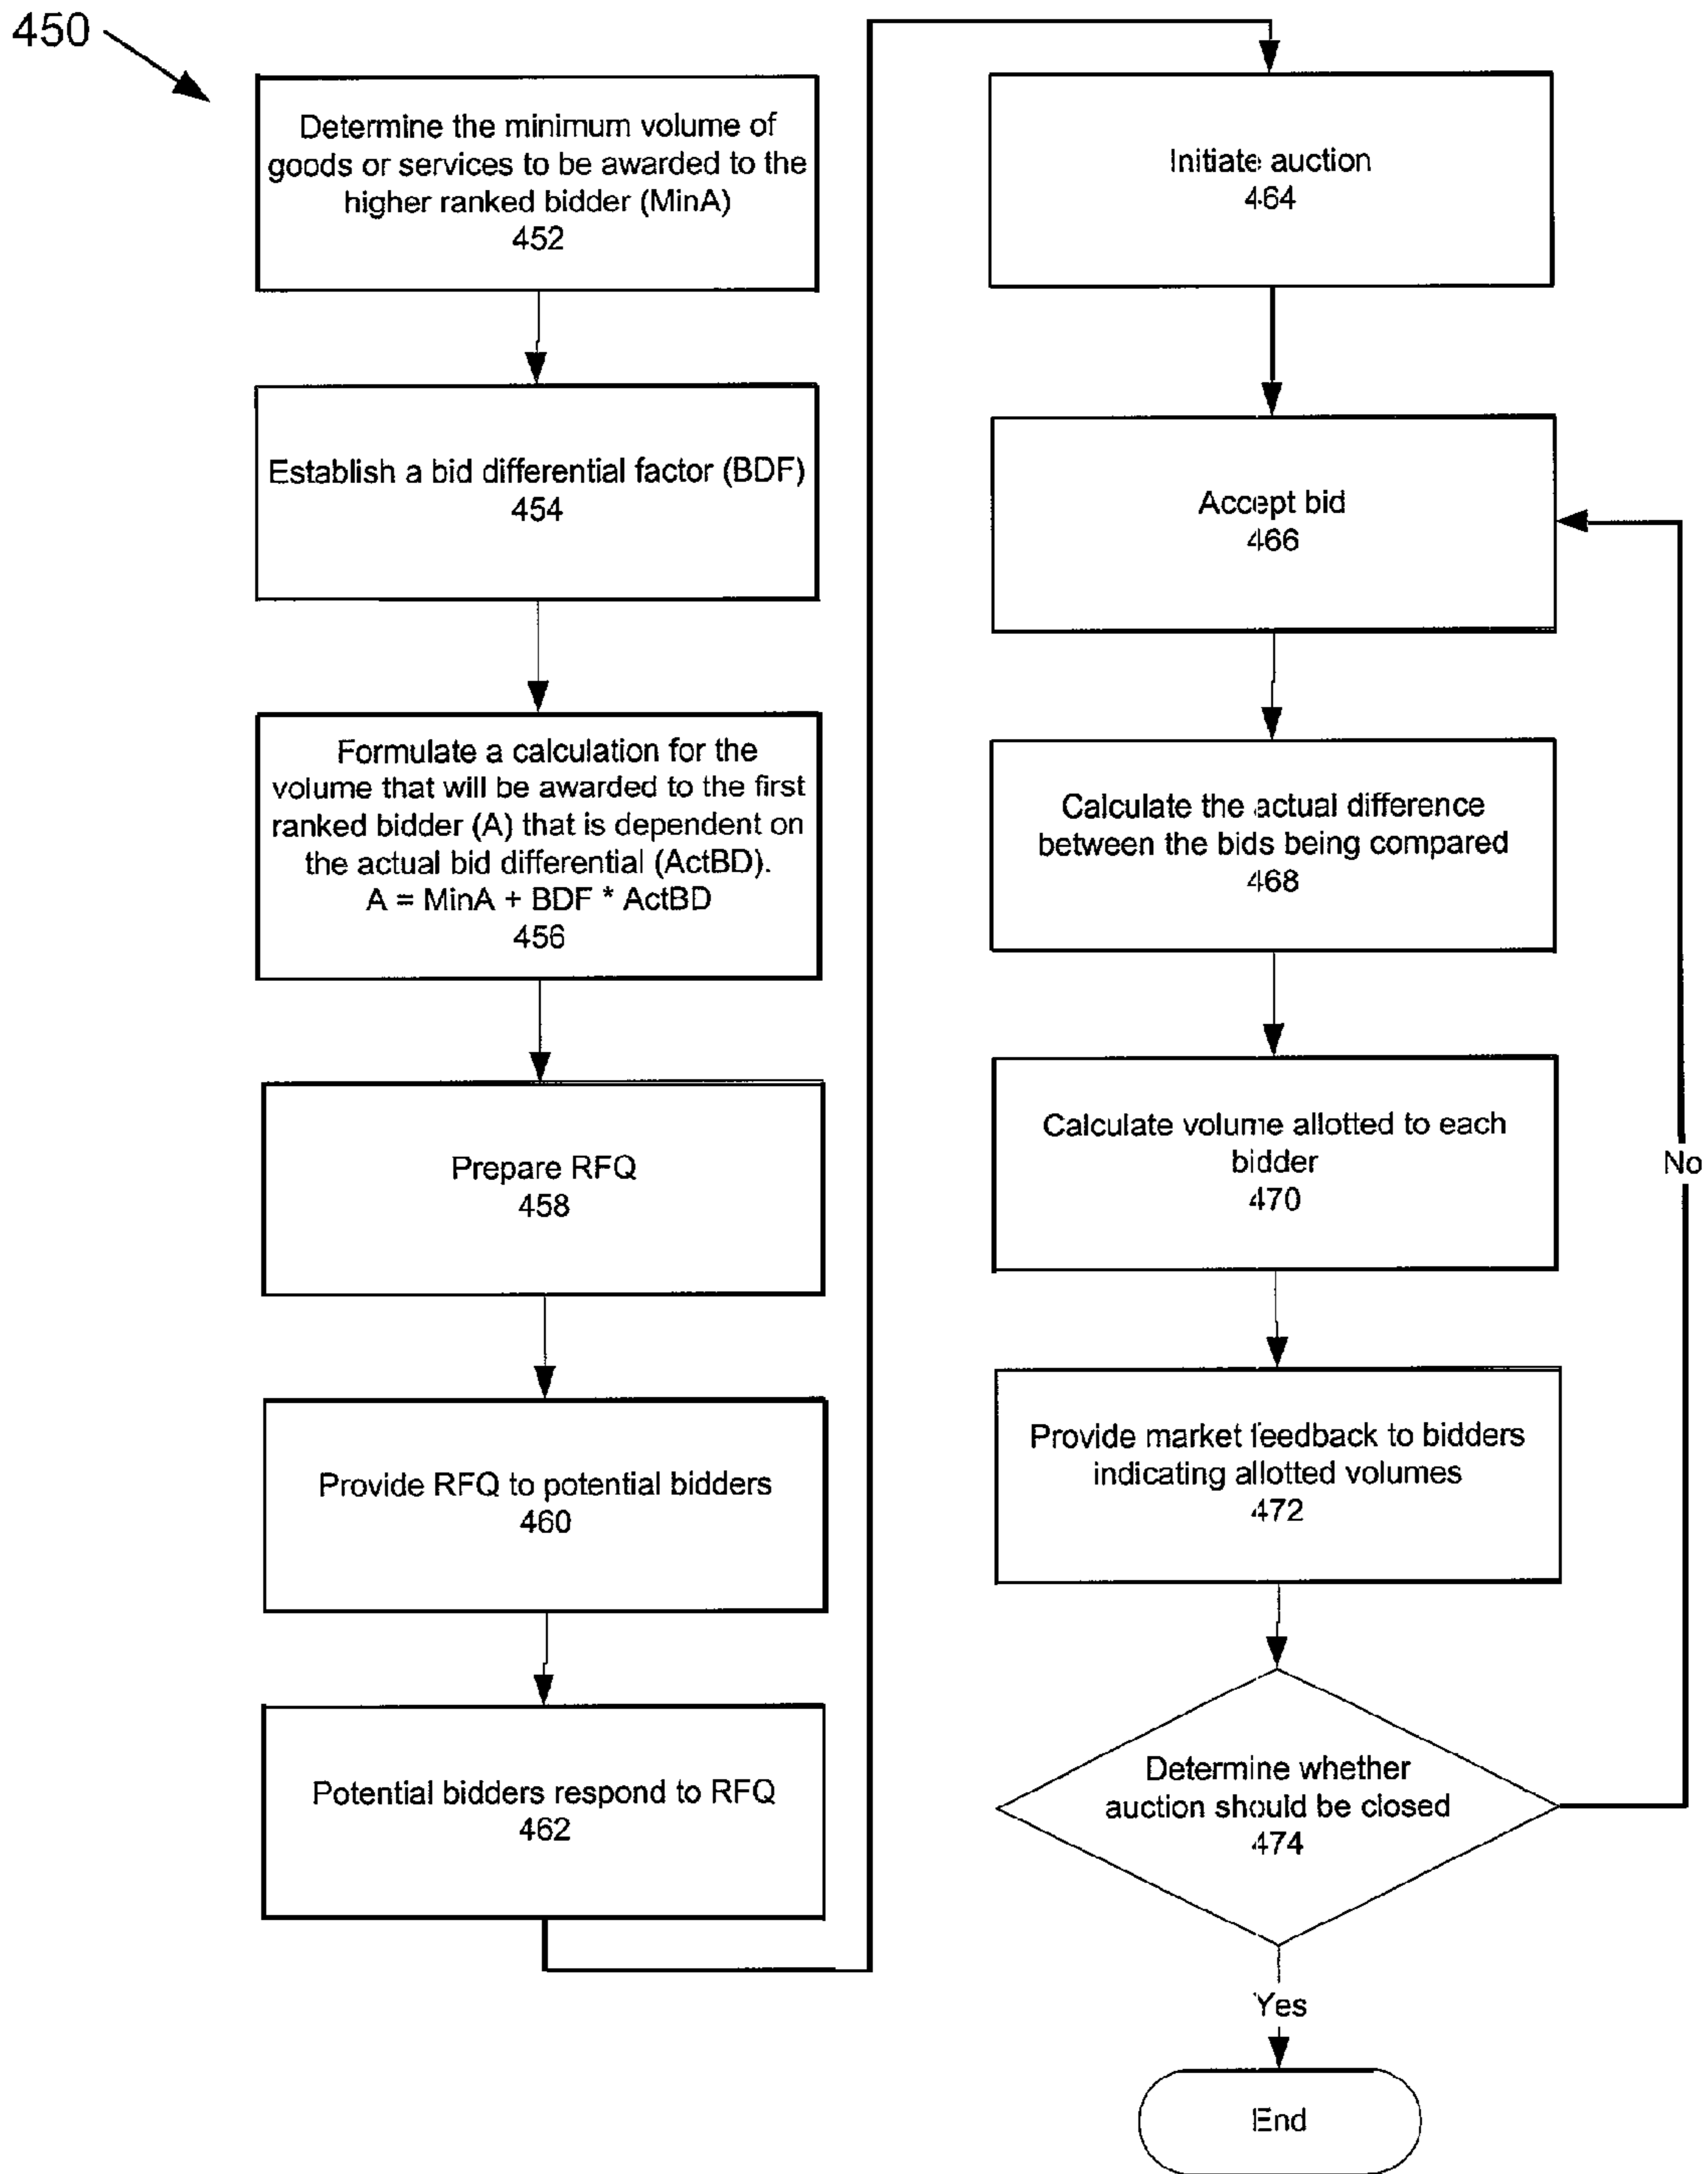 450
Determine the minimum volume of
goods or services to be awarded to the
higher ranked bidder (MinA)
452
Establish a bid differential factor (BDF)
454
Formulate a calculation for the
volume that will be awarded to the first
ranked bidder (A) that is dependent on
the actual bid differential (ActBD).
A = MinA + BDF * ActBD
456
Prepare RFQ
458
Provide RFQ to potential bidders
460
Potential bidders respond to RFQ
462
Initiate auction
464
Accept bid
466
Calculate the actual difference
between the bids being compared
468
Calculate volume allotted to each
bidder
470
Provide market feedback to bidders
indicating allotted volumes
472
Determine whether
auction should be closed
474
No
Yes
End